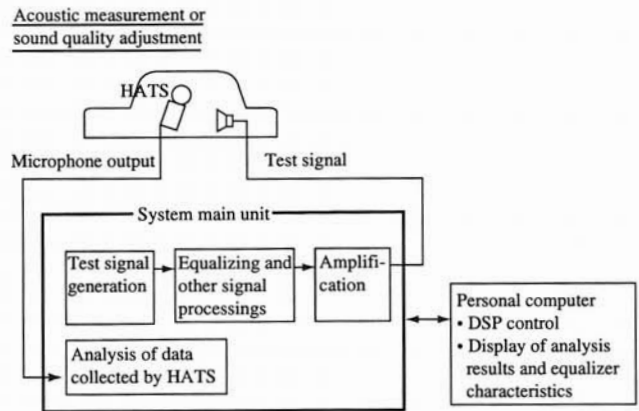 Acoustic measurement or
sound quality adjustment
HATS
Microphone output
Test signal
System main unit
Test signal
generation
Equalizing and
other signal
processings
Amplifi-
cation
Analysis of data
collected by HATS
Personal computer
• DSP control
• Display of analysis
results and equalizer
characteristics